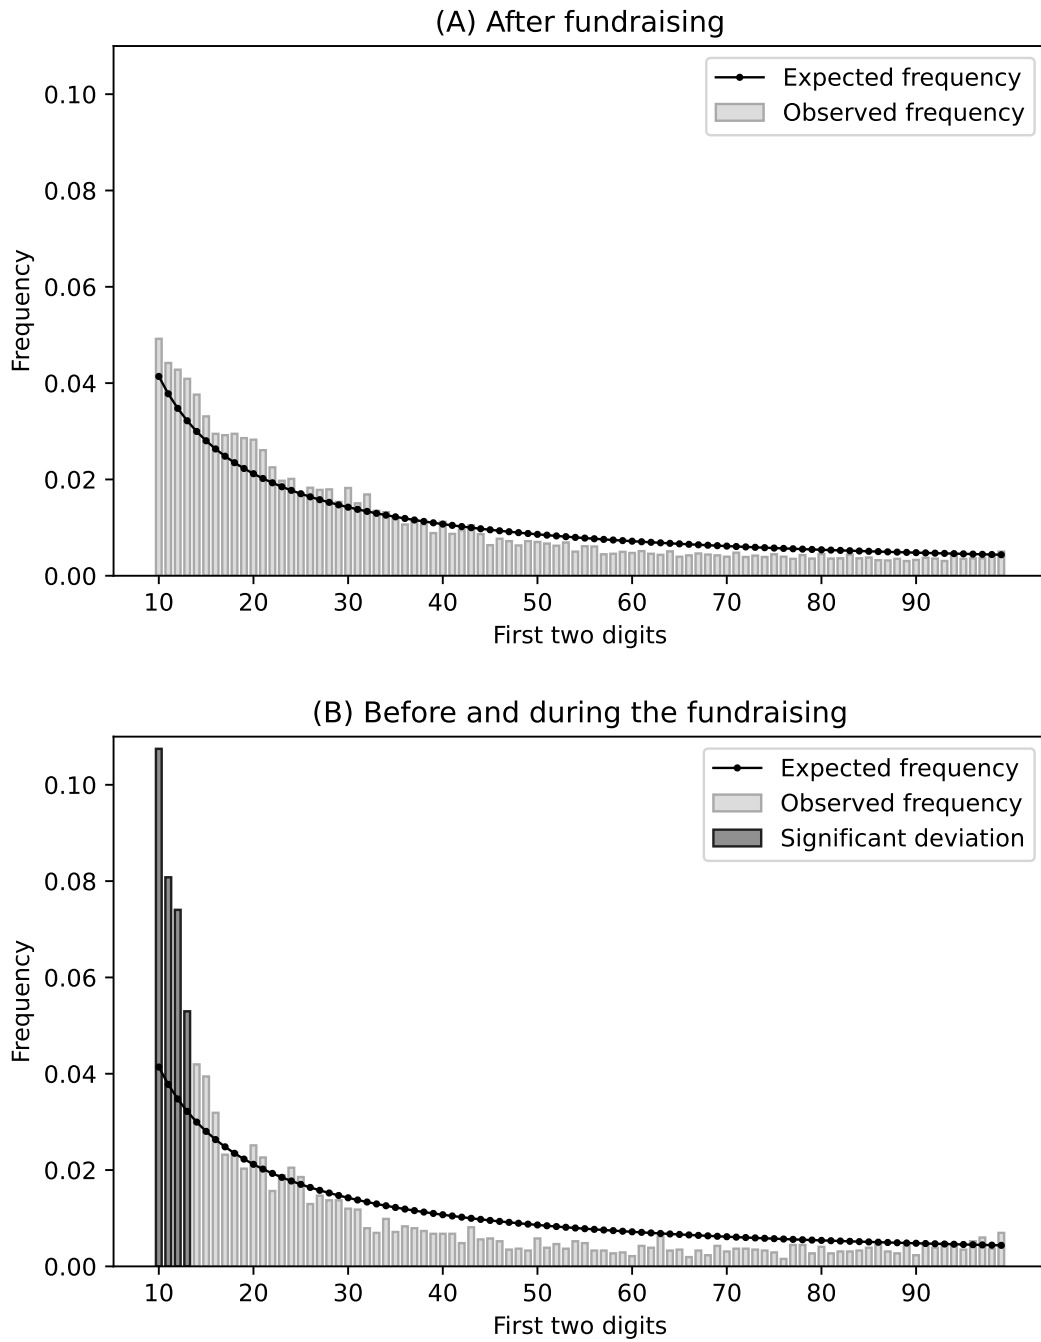 (A) After fundraising
Expected frequency
Observed frequency
0.10
0.08
0.06
0.04
0.02
0.00
Frequency
10 20 30 40 50 60 70 80 90
First two digits
(B) Before and during the fundraising
Expected frequency
Observed frequency
Significant deviation
0.10
0.08
0.06
0.04
0.02
0.00
Frequency
10 20 30 40 50 60 70 80 90
First two digits